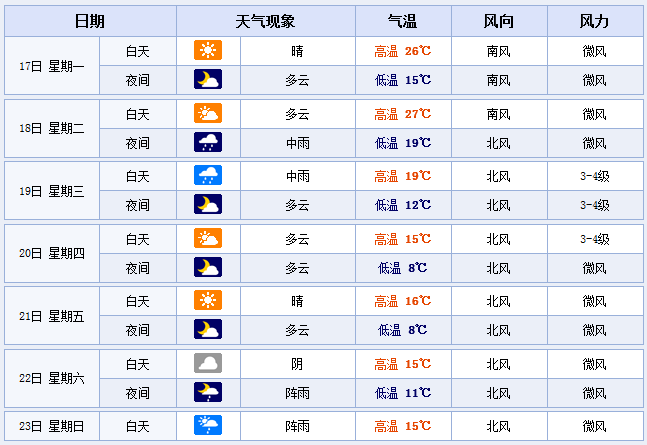 日期 天气现象 气温 风向 风力
17日 星期一 白天 晴 高温 26℃ 南风 微风
夜间 多云 低温 15℃ 南风 微风
18日 星期二 白天 多云 高温 27℃ 南风 微风
夜间 中雨 低温 19℃ 北风 微风
19日 星期三 白天 中雨 高温 19℃ 北风 3-4级
夜间 多云 低温 12℃ 北风 3-4级
20日 星期四 白天 多云 高温 15℃ 北风 3-4级
夜间 多云 低温 8℃ 北风 微风
21日 星期五 白天 晴 高温 16℃ 北风 微风
夜间 多云 低温 8℃ 北风 微风
22日 星期六 白天 阴 高温 15℃ 北风 微风
夜间 阵雨 低温 11℃ 北风 微风
23日 星期日 白天 阵雨 高温 15℃ 北风 微风